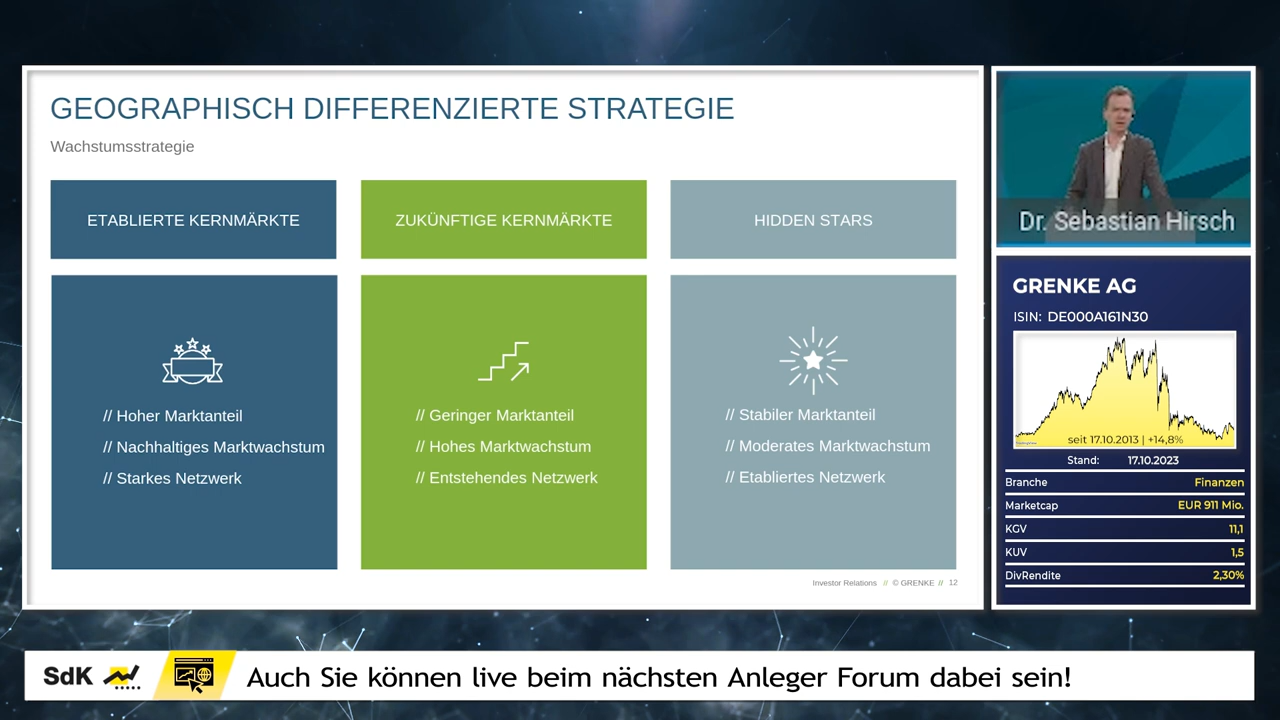 GEOGRAPHISCH DIFFERENZIERTE STRATEGIE
Wachstumsstrategie
ETABLIERTE KERNMÄRKTE
ZUKÜNFTIGE KERNMÄRKTE
HIDDEN STARS
// Hoher Marktanteil
// Nachhaltiges Marktwachstum
// Starkes Netzwerk
// Geringer Marktanteil
// Hohes Marktwachstum
// Entstehendes Netzwerk
// Stabiler Marktanteil
// Moderates Marktwachstum
// Etabliertes Netzwerk
Investor Relations // © GRENKE // 12
Dr. Sebastian Hirsch
GRENKE AG
ISIN: DE000A161N30
seit 17.10.2013 | +14,8%
Stand: 17.10.2023
Branche Finanzen
Marketcap EUR 911 Mio.
KGV 11,1
KUV 1,5
DivRendite 2,30%
SdK
Auch Sie können live beim nächsten Anleger Forum dabei sein!